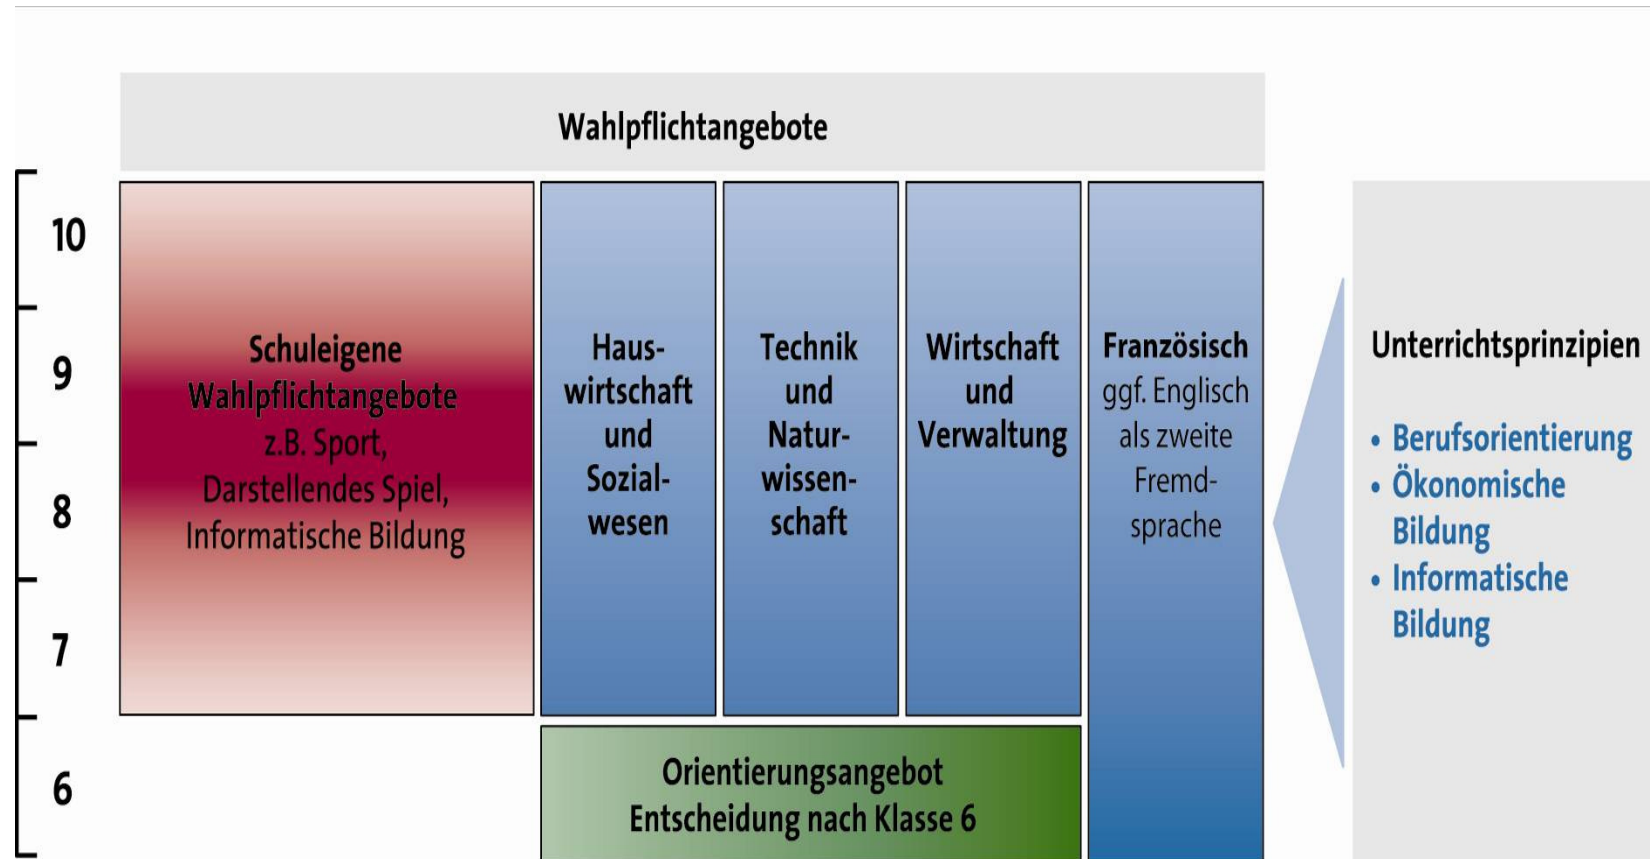 Wahlpflichtangebote
10
9
8
7
6
Schuleigene
Wahlpflichtangebote
z.B. Sport,
Darstellendes Spiel,
Informatische Bildung
Haus-
wirtschaft
und
Sozial-
wesen
Technik
und
Natur-
wissen-
schaft
Wirtschaft
und
Verwaltung
Französisch
ggf. Englisch
als zweite
Fremd-
sprache
Orientierungsangebot
Entscheidung nach Klasse 6
Unterrichtsprinzipien
• Berufsorientierung
• Ökonomische
Bildung
• Informatische
Bildung